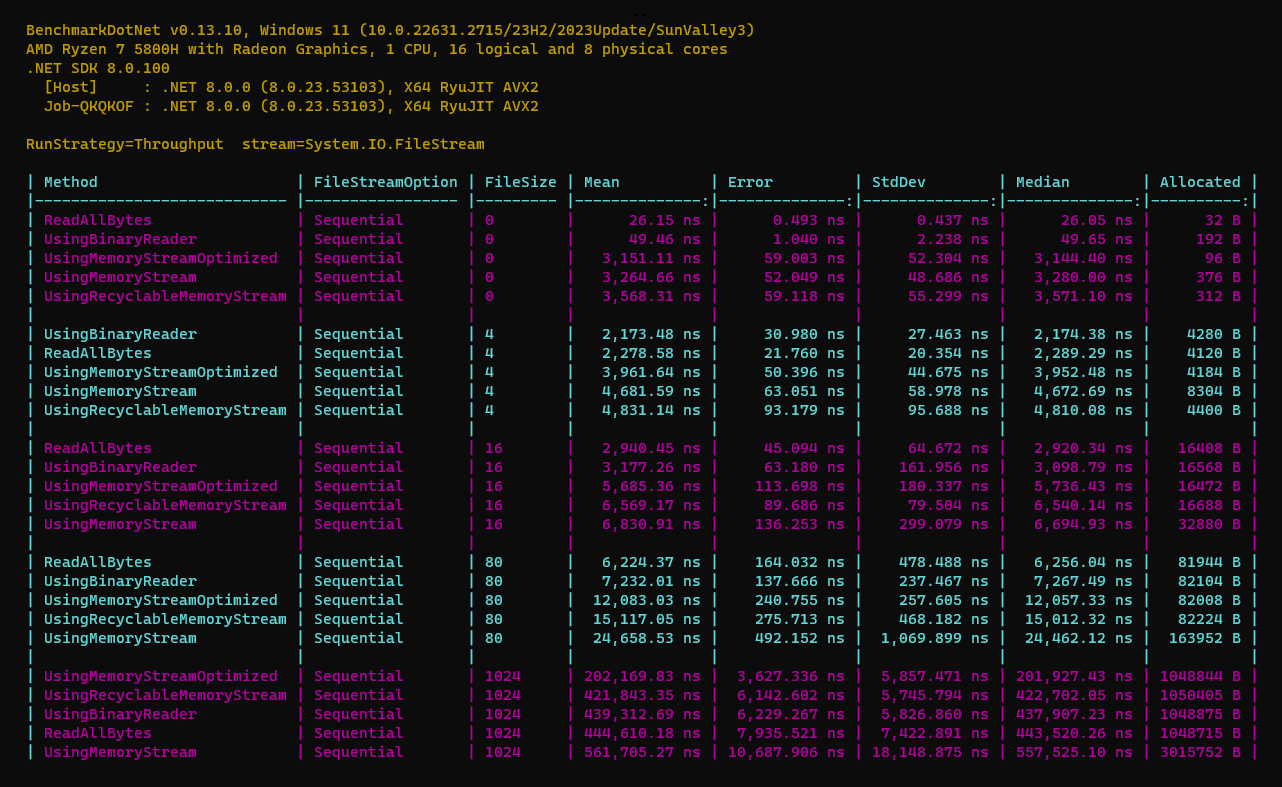 BenchmarkDotNet v0.13.10, Windows 11 (10.0.22631.2715/23H2/2023Update/SunValley3)
AMD Ryzen 7 5800H with Radeon Graphics, 1 CPU, 16 logical and 8 physical cores
.NET SDK 8.0.100
  [Host]     : .NET 8.0.0 (8.0.23.53103), X64 RyuJIT AVX2
  Job-QKQKOF : .NET 8.0.0 (8.0.23.53103), X64 RyuJIT AVX2

RunStrategy=Throughput  stream=System.IO.FileStream

| Method                      | FileStreamOption | FileSize | Mean          | Error         | StdDev        | Median        | Allocated |
|---------------------------- |----------------- |--------- |--------------:|--------------:|--------------:|--------------:|----------:|
| ReadAllBytes                | Sequential       | 0        |      26.15 ns |      0.493 ns |      0.437 ns |      26.05 ns |      32 B |
| UsingBinaryReader           | Sequential       | 0        |      49.46 ns |      1.040 ns |      2.238 ns |      49.65 ns |     192 B |
| UsingMemoryStreamOptimized  | Sequential       | 0        |   3,151.11 ns |     59.003 ns |     52.304 ns |   3,144.40 ns |      96 B |
| UsingMemoryStream           | Sequential       | 0        |   3,264.66 ns |     52.049 ns |     48.686 ns |   3,280.00 ns |     376 B |
| UsingRecyclableMemoryStream | Sequential       | 0        |   3,568.31 ns |     59.118 ns |     55.299 ns |   3,571.10 ns |     312 B |
|                             |                  |          |               |               |               |               |           |
| UsingBinaryReader           | Sequential       | 4        |   2,173.48 ns |     30.980 ns |     27.463 ns |   2,174.38 ns |    4280 B |
| ReadAllBytes                | Sequential       | 4        |   2,278.58 ns |     21.760 ns |     20.354 ns |   2,289.29 ns |    4120 B |
| UsingMemoryStreamOptimized  | Sequential       | 4        |   3,961.64 ns |     50.396 ns |     44.675 ns |   3,952.48 ns |    4184 B |
| UsingMemoryStream           | Sequential       | 4        |   4,681.59 ns |     63.051 ns |     58.978 ns |   4,672.69 ns |    8304 B |
| UsingRecyclableMemoryStream | Sequential       | 4        |   4,831.14 ns |     93.179 ns |     95.688 ns |   4,810.08 ns |    4400 B |
|                             |                  |          |               |               |               |               |           |
| ReadAllBytes                | Sequential       | 16       |   2,940.45 ns |     45.094 ns |     64.672 ns |   2,920.34 ns |   16408 B |
| UsingBinaryReader           | Sequential       | 16       |   3,177.26 ns |     63.180 ns |    161.956 ns |   3,098.79 ns |   16568 B |
| UsingMemoryStreamOptimized  | Sequential       | 16       |   5,685.36 ns |    113.698 ns |    180.337 ns |   5,736.43 ns |   16472 B |
| UsingRecyclableMemoryStream | Sequential       | 16       |   6,569.17 ns |     89.686 ns |     79.504 ns |   6,540.14 ns |   16688 B |
| UsingMemoryStream           | Sequential       | 16       |   6,830.91 ns |    136.253 ns |    299.079 ns |   6,694.93 ns |   32880 B |
|                             |                  |          |               |               |               |               |           |
| ReadAllBytes                | Sequential       | 80       |   6,224.37 ns |    164.032 ns |    478.488 ns |   6,256.04 ns |   81944 B |
| UsingBinaryReader           | Sequential       | 80       |   7,232.01 ns |    137.666 ns |    237.467 ns |   7,267.49 ns |   82104 B |
| UsingMemoryStreamOptimized  | Sequential       | 80       |  12,083.03 ns |    240.755 ns |    257.605 ns |  12,057.33 ns |   82008 B |
| UsingRecyclableMemoryStream | Sequential       | 80       |  15,117.05 ns |    275.713 ns |    468.182 ns |  15,012.32 ns |   82224 B |
| UsingMemoryStream           | Sequential       | 80       |  24,658.53 ns |    492.152 ns |  1,069.899 ns |  24,462.12 ns |  163952 B |
|                             |                  |          |               |               |               |               |           |
| UsingMemoryStreamOptimized  | Sequential       | 1024     | 202,169.83 ns |  3,627.336 ns |  5,857.471 ns | 201,927.43 ns | 1048844 B |
| UsingRecyclableMemoryStream | Sequential       | 1024     | 421,843.35 ns |  6,142.602 ns |  5,745.794 ns | 422,702.05 ns | 1050405 B |
| UsingBinaryReader           | Sequential       | 1024     | 439,312.69 ns |  6,229.267 ns |  5,826.860 ns | 437,907.23 ns | 1048875 B |
| ReadAllBytes                | Sequential       | 1024     | 444,610.18 ns |  7,935.521 ns |  7,422.891 ns | 443,520.26 ns | 1048715 B |
| UsingMemoryStream           | Sequential       | 1024     | 561,705.27 ns | 10,687.906 ns | 18,148.875 ns | 557,525.10 ns | 3015752 B |